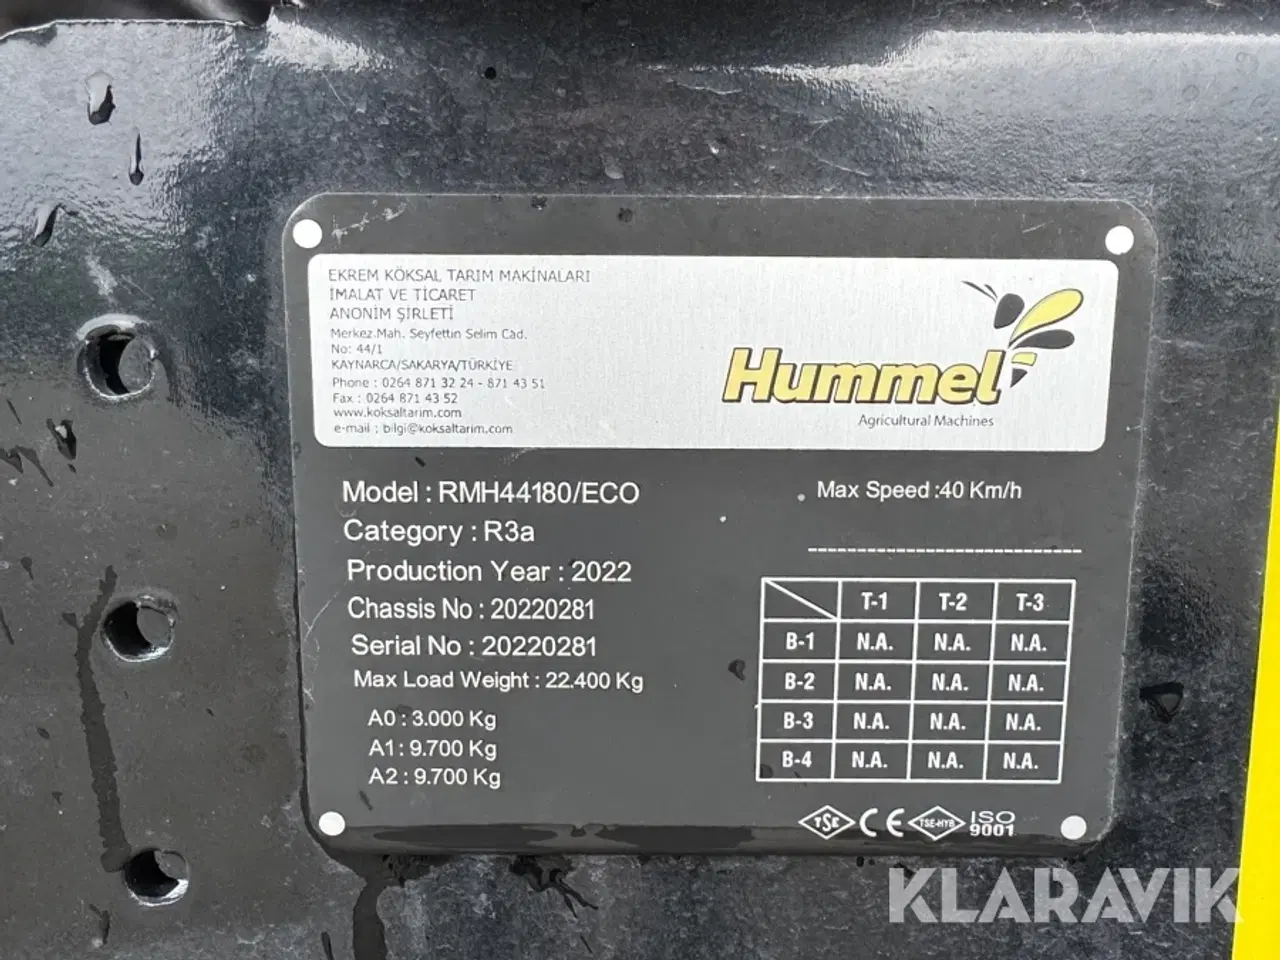 EKREM KÖKSAL TARIM MAKİNALARI
İMALAT VE TİCARET
ANONİM ŞİRLETİ
Merkez.Mah. Seyfettin Selim Cad.
No: 44/1
KAYNARCA/SAKARYA/TÜRKİYE
Phone : 0264 871 32 24 - 871 43 51
Fax : 0264 871 43 52
www.koksaltarim.com
e-mail : bilgi@koksaltarim.com
Hummel
Agricultural Machines
Model : RMH44180/ECO
Category : R3a
Production Year : 2022
Chassis No : 20220281
Serial No : 20220281
Max Load Weight : 22.400 Kg
A0 : 3.000 Kg
A1 : 9.700 Kg
A2 : 9.700 Kg
Max Speed :40 Km/h
T-1 T-2 T-3
B-1 N.A. N.A. N.A.
B-2 N.A. N.A. N.A.
B-3 N.A. N.A. N.A.
B-4 N.A. N.A. N.A.
TSE CE TSE-HYB ISO 9001
KLARAVIK